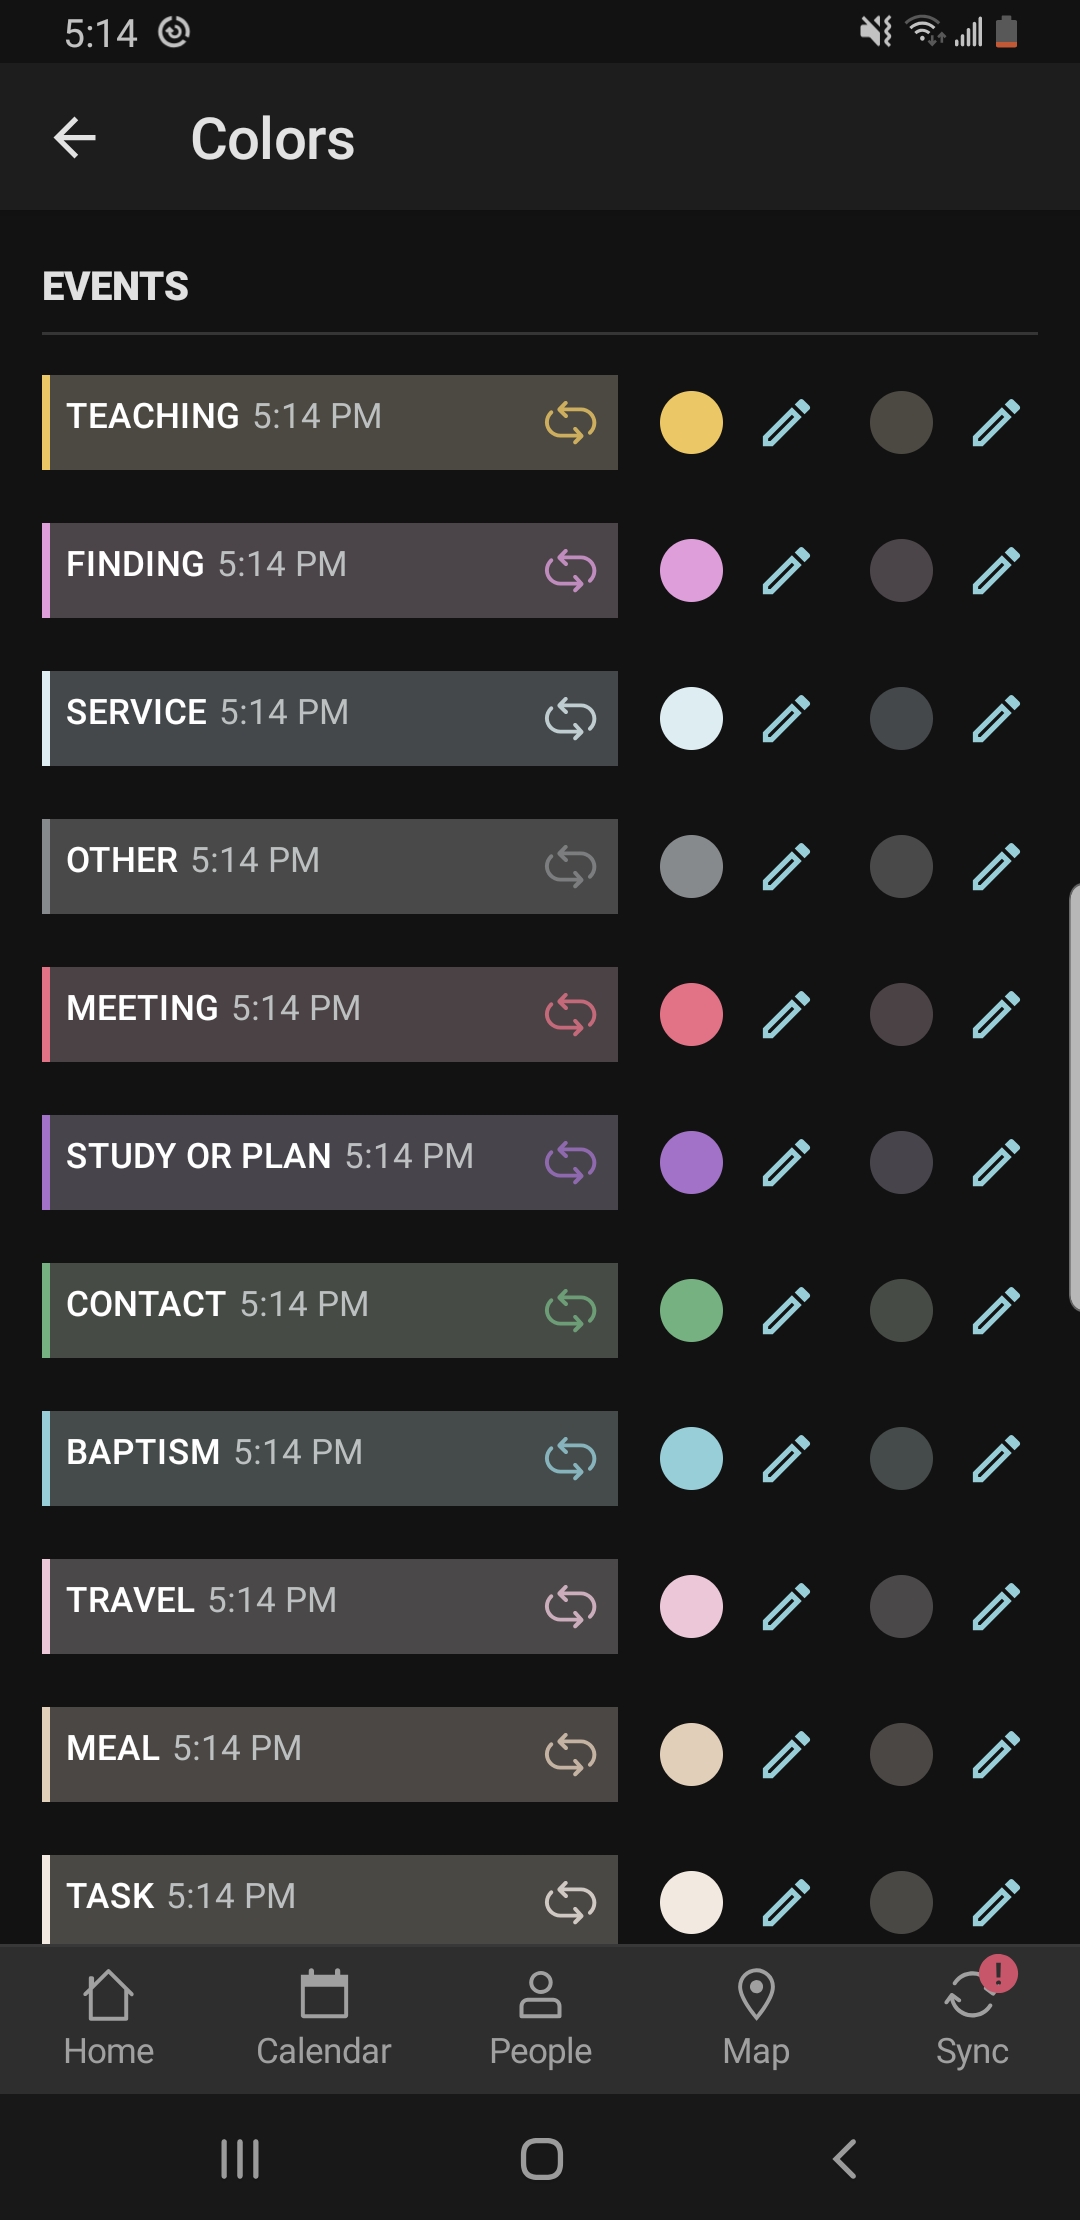 5:14
Colors
EVENTS
TEACHING 5:14 PM
FINDING 5:14 PM
SERVICE 5:14 PM
OTHER 5:14 PM
MEETING 5:14 PM
STUDY OR PLAN 5:14 PM
CONTACT 5:14 PM
BAPTISM 5:14 PM
TRAVEL 5:14 PM
MEAL 5:14 PM
TASK 5:14 PM
!
Home Calendar People Map Sync